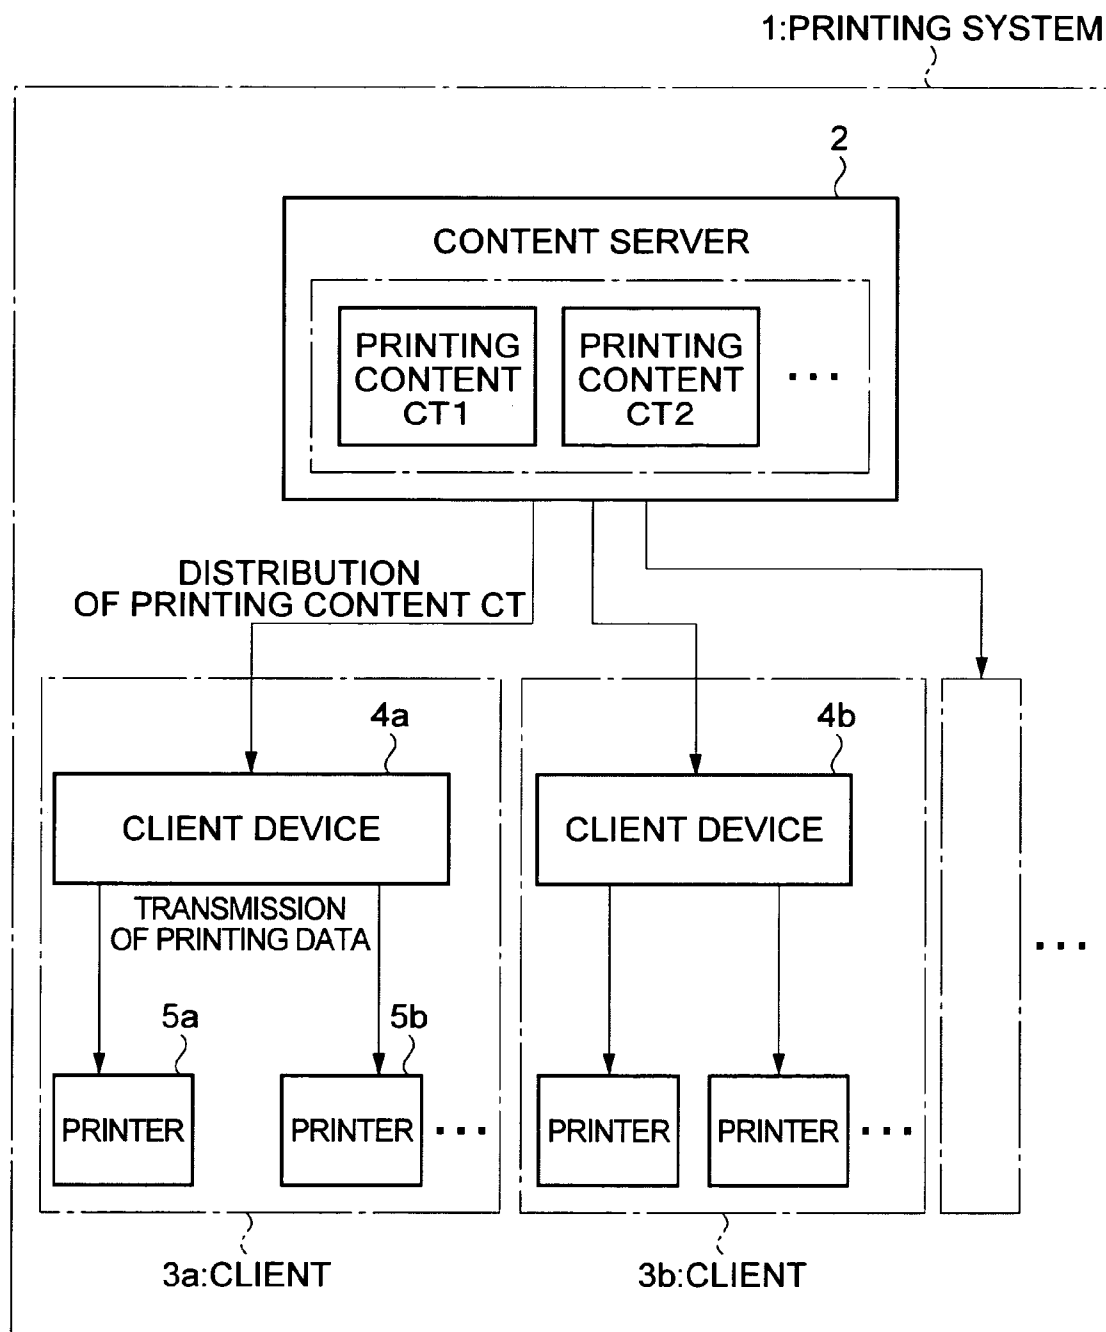 1:PRINTING SYSTEM
2
CONTENT SERVER
PRINTING
CONTENT
CT1
PRINTING
CONTENT
CT2
...
DISTRIBUTION
OF PRINTING CONTENT CT
4a
CLIENT DEVICE
TRANSMISSION
OF PRINTING DATA
5a
PRINTER
5b
PRINTER
...
3a:CLIENT
4b
CLIENT DEVICE
PRINTER
PRINTER
...
3b:CLIENT
...